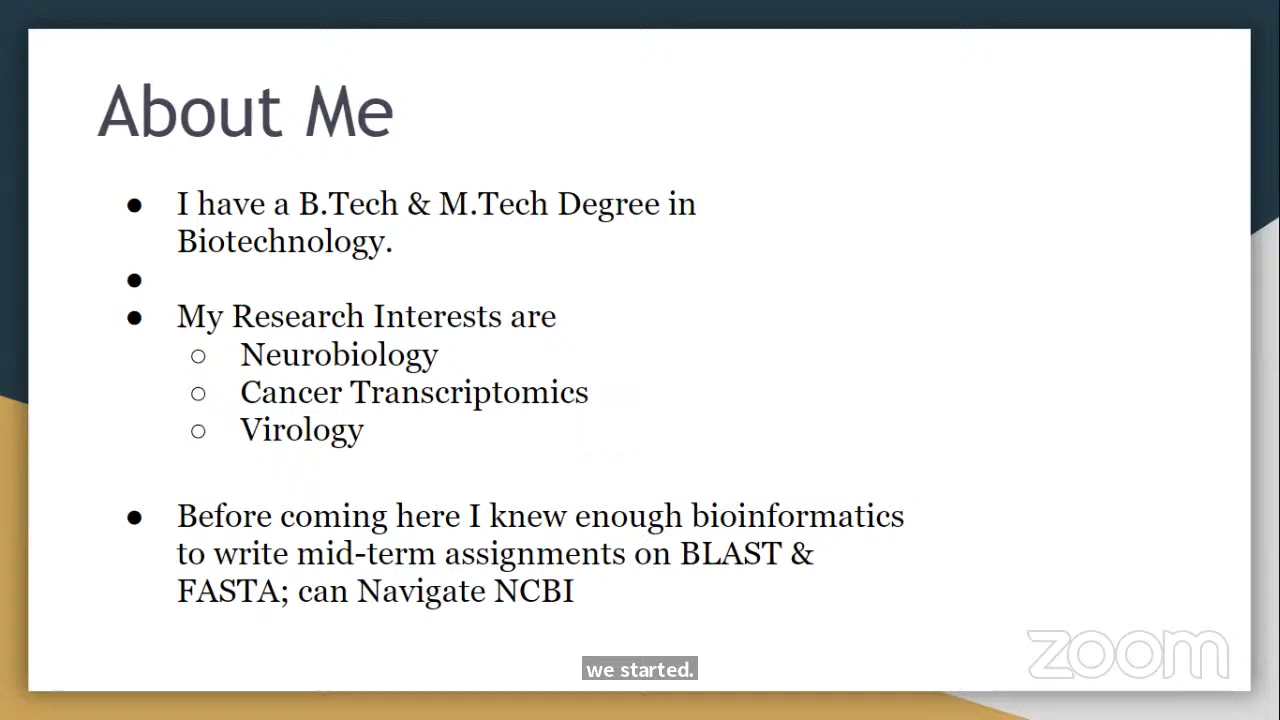 About Me
● I have a B.Tech & M.Tech Degree in
Biotechnology.
●
● My Research Interests are
○ Neurobiology
○ Cancer Transcriptomics
○ Virology
● Before coming here I knew enough bioinformatics
to write mid-term assignments on BLAST &
FASTA; can Navigate NCBI
zoom
we started.